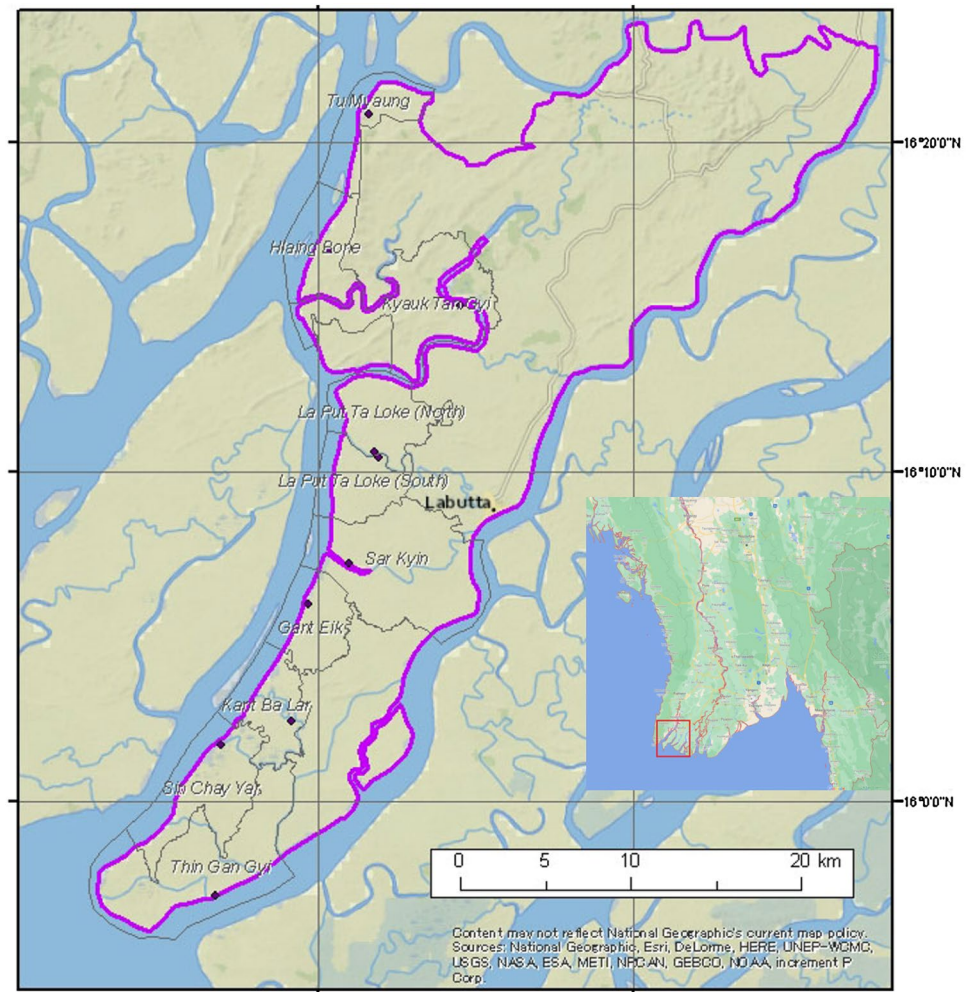 Tu Myaung
16°20'0"N
Hlaing Bone
Kyauk Tan Gyi
La Put Ta Loke (North)
16°10'0"N
La Put Ta Loke (South)
Labutta
Sar Kyin
Gant Eik
Kant Ba Lar
Sin Chay Yar
16°0'0"N
Thin Gan Gyi
0 5 10 20 km
Content may not reflect National Geographic's current map policy.
Sources: National Geographic, Esri, DeLorme, HERE, UNEP-WCMC,
USGS, NASA, ESA, METI, NRCAN, GEBCO, NOAA, increment P
Corp.